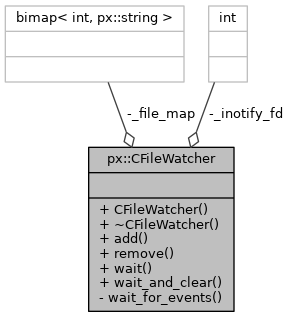 bimap< int, px::string >
int
-_file_map
-_inotify_fd
px::CFileWatcher
+ CFileWatcher()
+ ~CFileWatcher()
+ add()
+ remove()
+ wait()
+ wait_and_clear()
- wait_for_events()